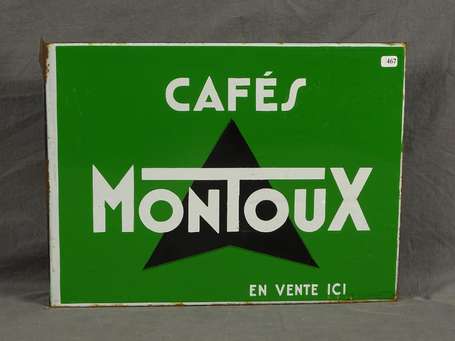 467
CAFÉS
MONTOUX
EN VENTE ICI